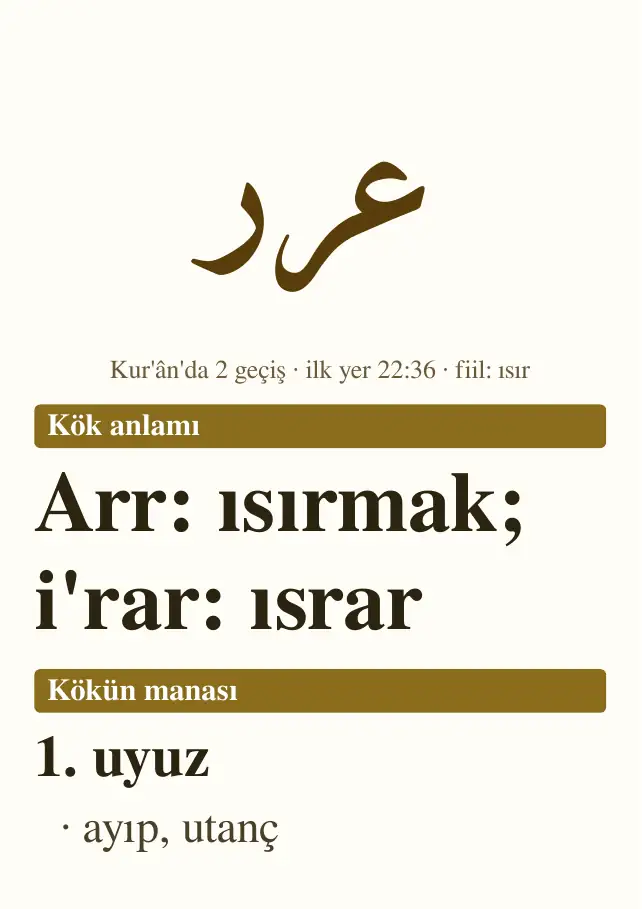 عرر
Kur'ân'da 2 geçiş · ilk yer 22:36 · fiil: ısır
Kök anlamı
Arr: ısırmak;
i'rar: ısrar
Kökün manası
1. uyuz
· ayıp, utanç